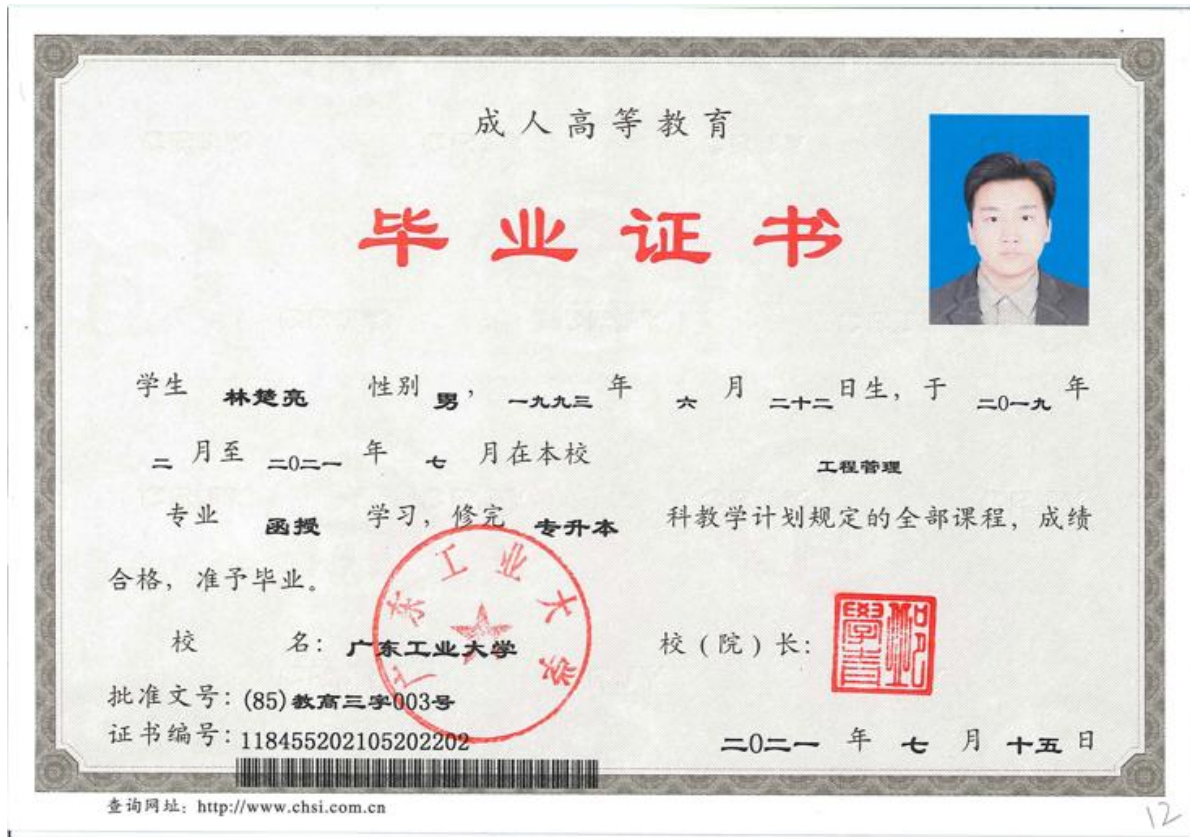 成人高等教育
毕业证书
学生 林楚亮 性别 男，一九九三 年 六 月 二十二 日生，于 二0一九 年
二 月至 二0二一 年 七 月在本校 工程管理
专业 函授 学习，修完 专升本 科教学计划规定的全部课程，成绩
合格，准予毕业。
广东工业大学
校 名：广东工业大学 校（院）长：
批准文号：(85)教高三字003号
证书编号：118455202105202202
二0二一 年 七 月 十五 日
查询网址：http://www.chsi.com.cn
12